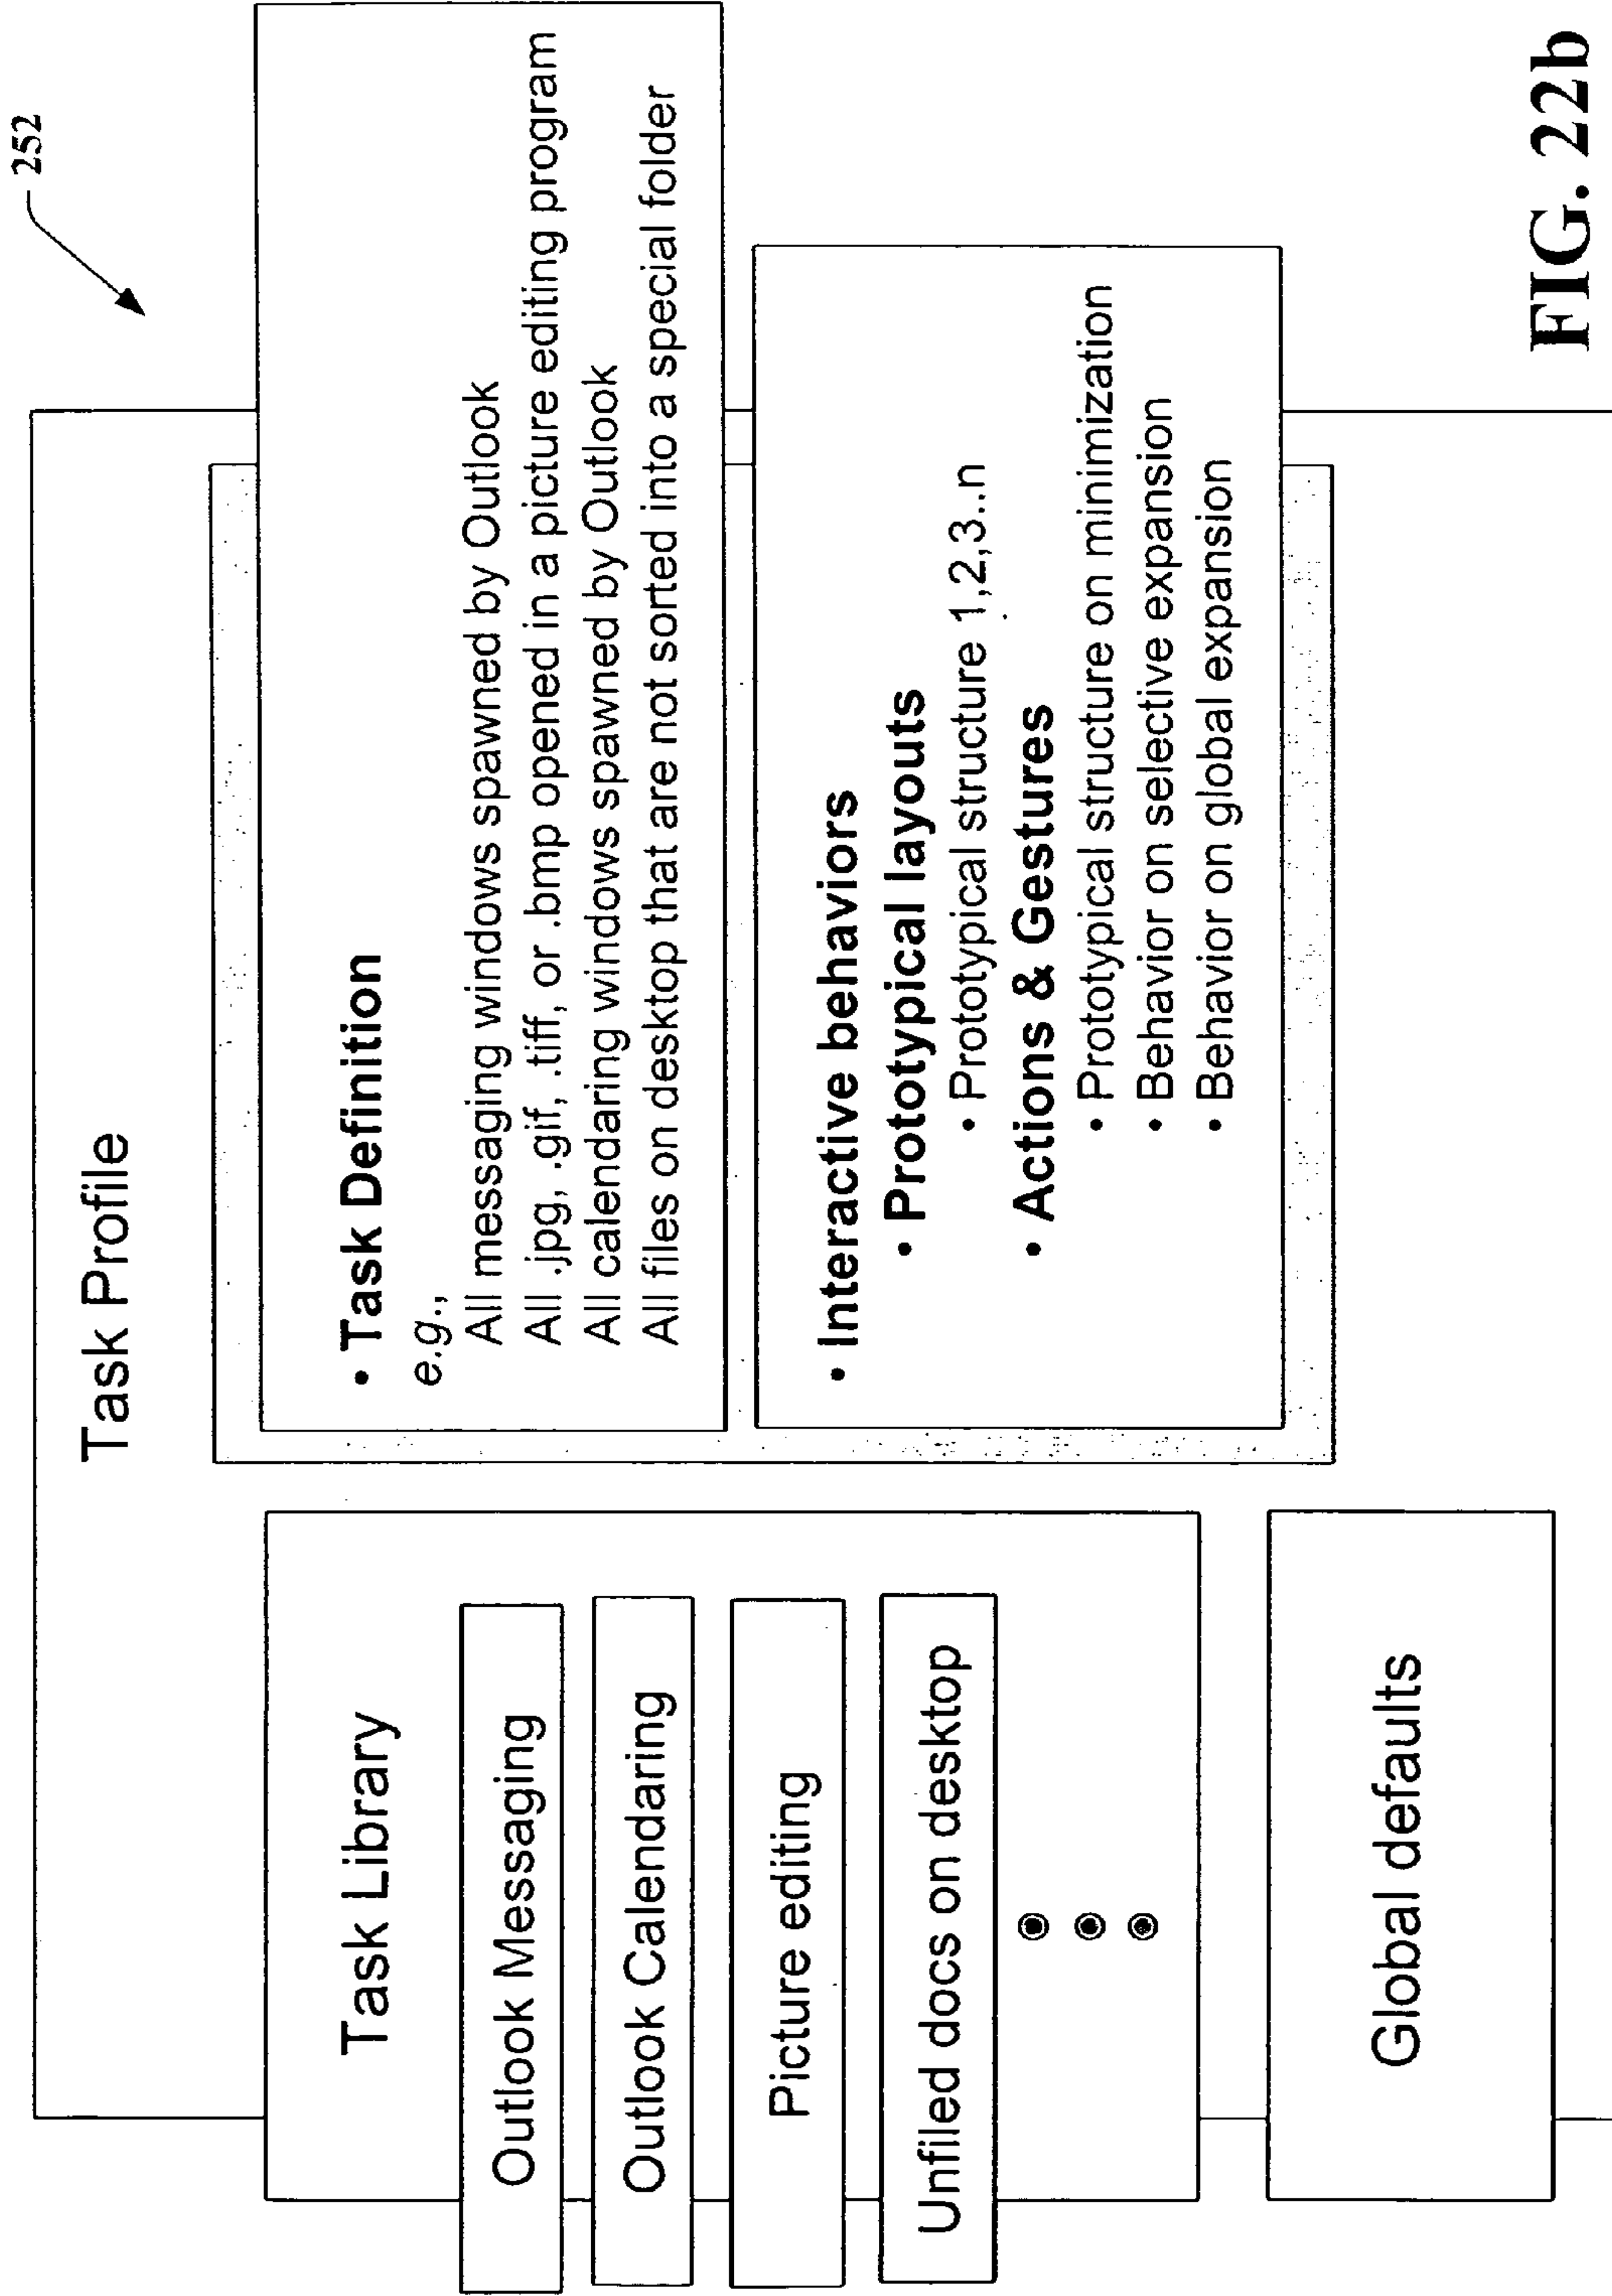 252
Task Profile
Task Library
Outlook Messaging
Outlook Calendaring
Picture editing
Unfiled docs on desktop
Global defaults
• Task Definition
e.g.,
All messaging windows spawned by Outlook
All .jpg, .gif, .tiff, or .bmp opened in a picture editing program
All calendaring windows spawned by Outlook
All files on desktop that are not sorted into a special folder
• Interactive behaviors
• Prototypical layouts
• Prototypical structure 1,2,3..n
• Actions & Gestures
• Prototypical structure on minimization
• Behavior on selective expansion
• Behavior on global expansion
FIG. 22b